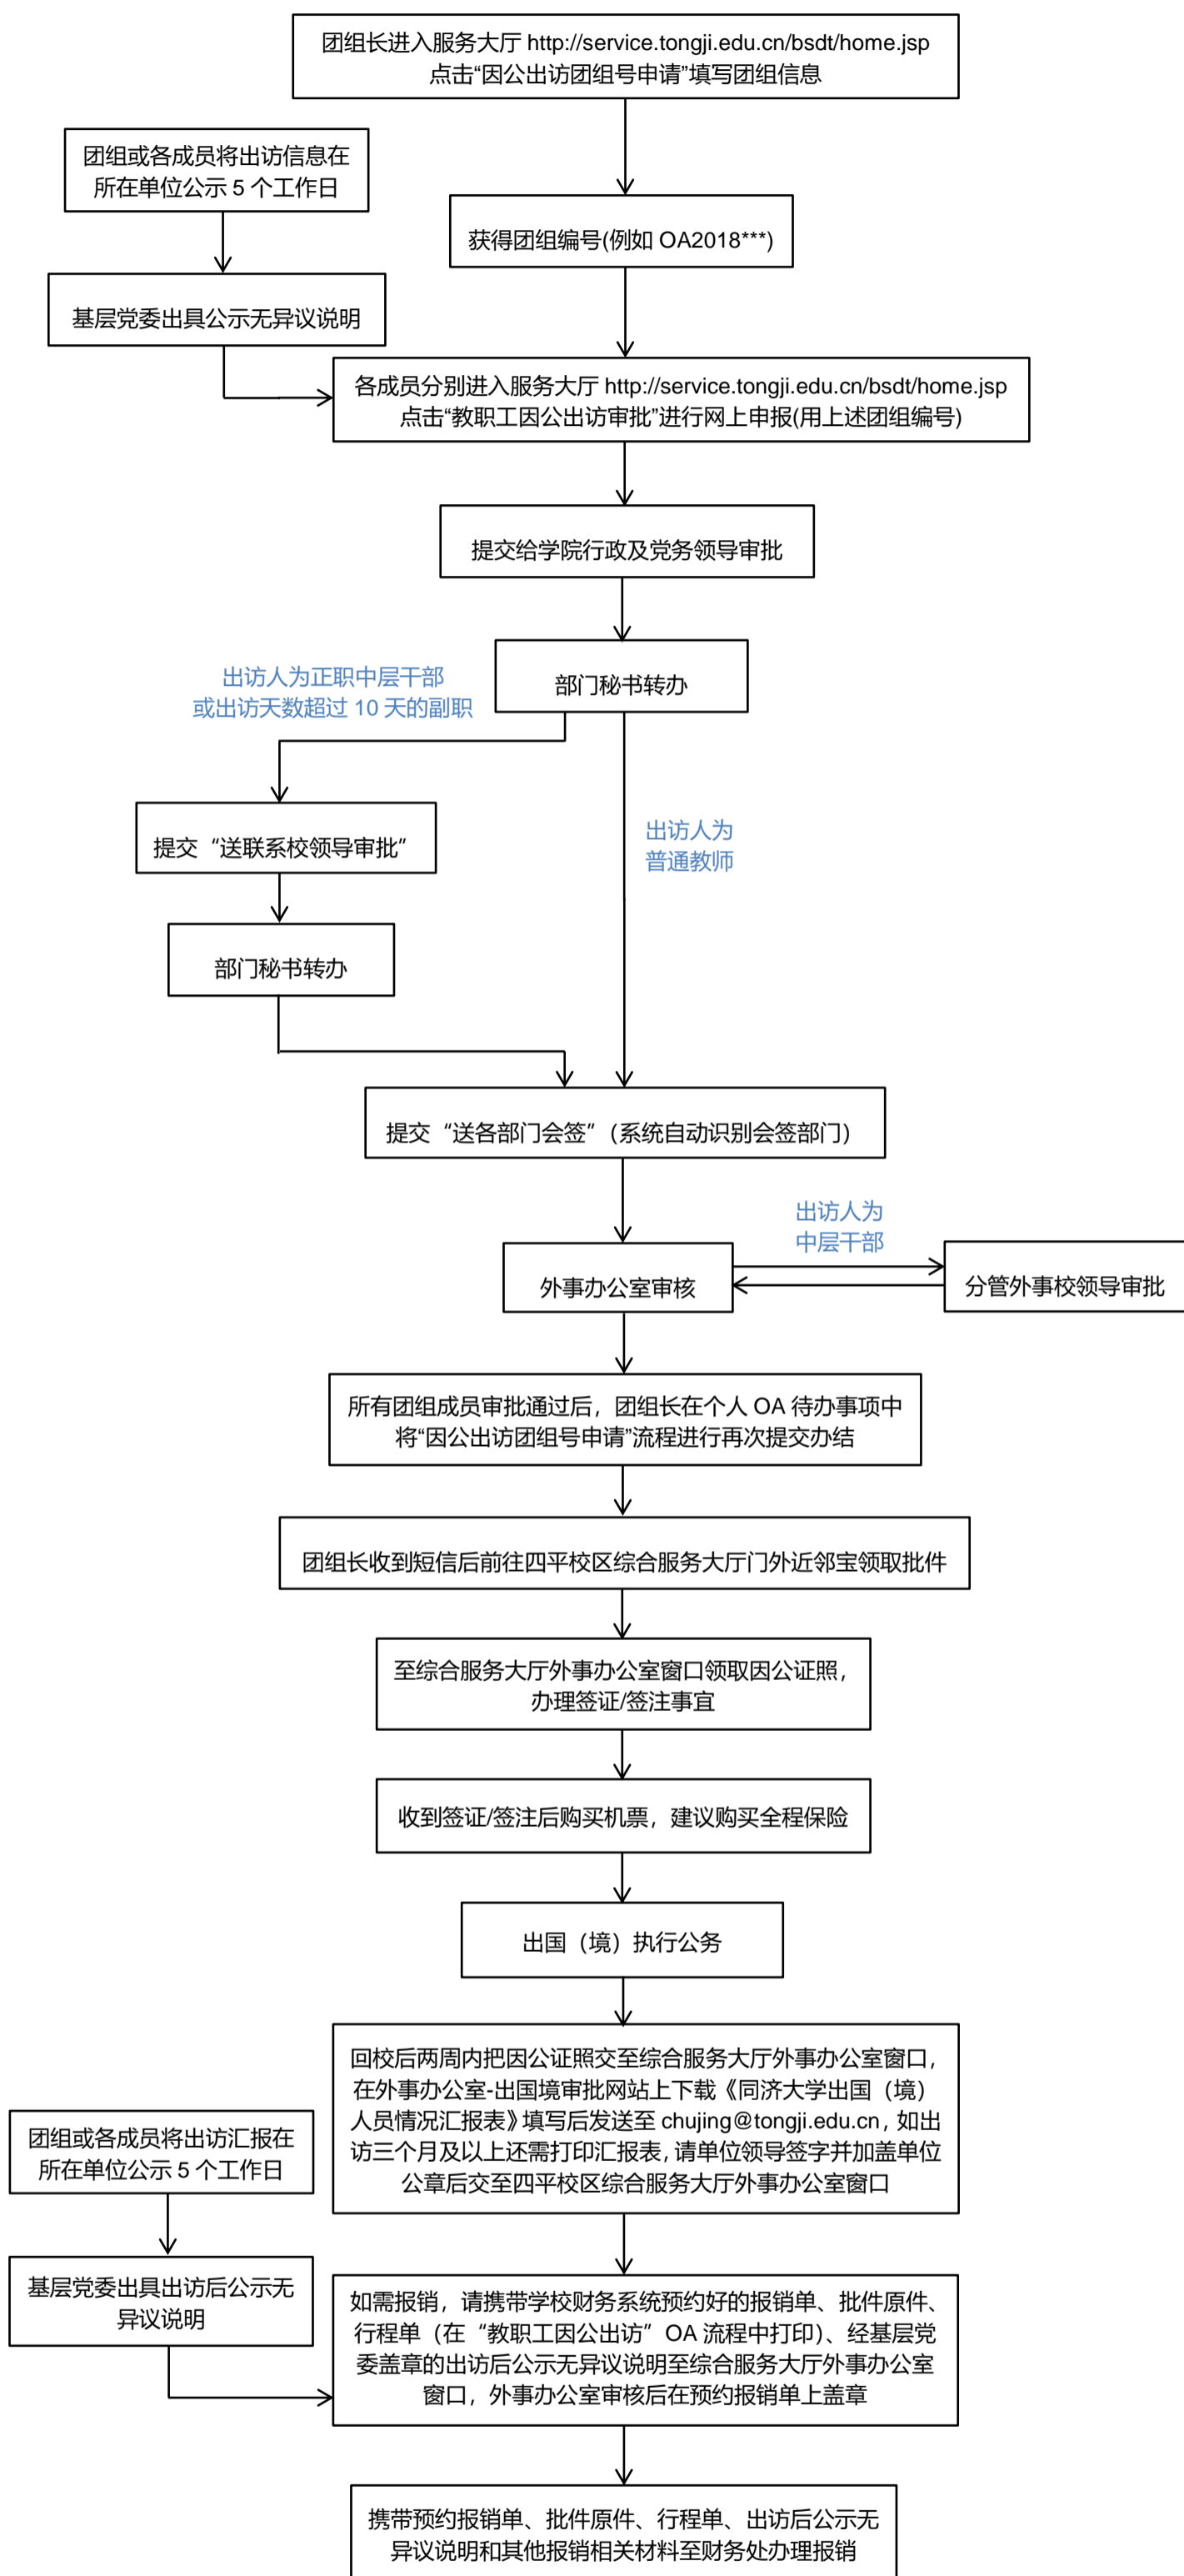 团组长进入服务大厅 http://service.tongji.edu.cn/bsdt/home.jsp
点击“因公出访团组号申请”填写团组信息
团组或各成员将出访信息在
所在单位公示 5 个工作日
获得团组编号(例如 OA2018***)
基层党委出具公示无异议说明
各成员分别进入服务大厅 http://service.tongji.edu.cn/bsdt/home.jsp
点击“教职工因公出访审批”进行网上申报(用上述团组编号)
提交给学院行政及党务领导审批
部门秘书转办
出访人为正职中层干部
或出访天数超过 10 天的副职
提交“送联系校领导审批”
出访人为
普通教师
部门秘书转办
提交“送各部门会签”（系统自动识别会签部门）
出访人为
中层干部
外事办公室审核
分管外事校领导审批
所有团组成员审批通过后，团组长在个人 OA 待办事项中
将“因公出访团组号申请”流程进行再次提交办结
团组长收到短信后前往四平校区综合服务大厅门外近邻宝领取批件
至综合服务大厅外事办公室窗口领取因公证照，
办理签证/签注事宜
收到签证/签注后购买机票，建议购买全程保险
出国（境）执行公务
回校后两周内把因公证照交至综合服务大厅外事办公室窗口，
在外事办公室-出国境审批网站上下载《同济大学出国（境）
人员情况汇报表》填写后发送至 chujing@tongji.edu.cn，如出
访三个月及以上还需打印汇报表，请单位领导签字并加盖单位
公章后交至四平校区综合服务大厅外事办公室窗口
团组或各成员将出访汇报在
所在单位公示 5 个工作日
基层党委出具出访后公示无
异议说明
如需报销，请携带学校财务系统预约好的报销单、批件原件、
行程单（在“教职工因公出访”OA 流程中打印）、经基层党
委盖章的出访后公示无异议说明至综合服务大厅外事办公室
窗口，外事办公室审核后在预约报销单上盖章
携带预约报销单、批件原件、行程单、出访后公示无
异议说明和其他报销相关材料至财务处办理报销